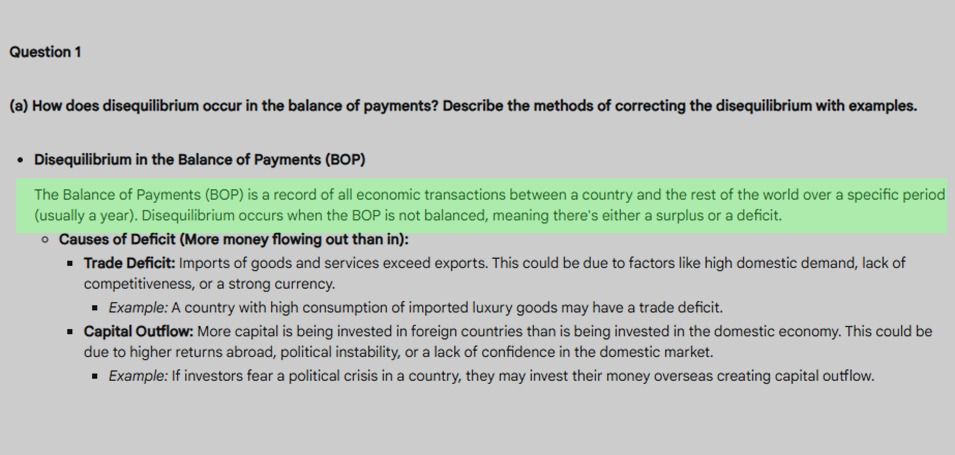 Question 1
(a) How does disequilibrium occur in the balance of payments? Describe the methods of correcting the disequilibrium with examples.
• Disequilibrium in the Balance of Payments (BOP)
The Balance of Payments (BOP) is a record of all economic transactions between a country and the rest of the world over a specific period
(usually a year). Disequilibrium occurs when the BOP is not balanced, meaning there's either a surplus or a deficit.
○ Causes of Deficit (More money flowing out than in):
▪ Trade Deficit: Imports of goods and services exceed exports. This could be due to factors like high domestic demand, lack of
competitiveness, or a strong currency.
▪ Example: A country with high consumption of imported luxury goods may have a trade deficit.
▪ Capital Outflow: More capital is being invested in foreign countries than is being invested in the domestic economy. This could be
due to higher returns abroad, political instability, or a lack of confidence in the domestic market.
▪ Example: If investors fear a political crisis in a country, they may invest their money overseas creating capital outflow.